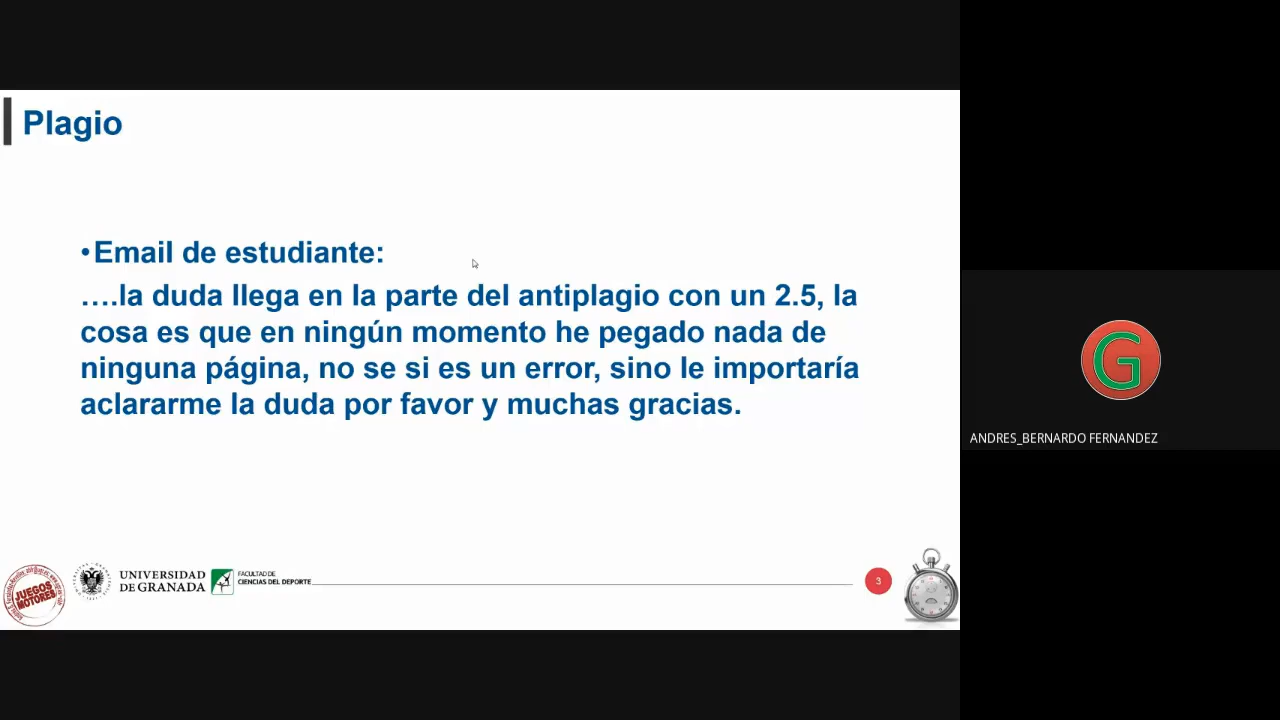 Plagio
•Email de estudiante:
….la duda llega en la parte del antiplagio con un 2.5, la
cosa es que en ningún momento he pegado nada de
ninguna página, no se si es un error, sino le importaría
aclararme la duda por favor y muchas gracias.
JUEGOS
MOTORES
UNIVERSIDAD
DE GRANADA
FACULTAD DE
CIENCIAS DEL DEPORTE
3
G
ANDRES_BERNARDO FERNANDEZ